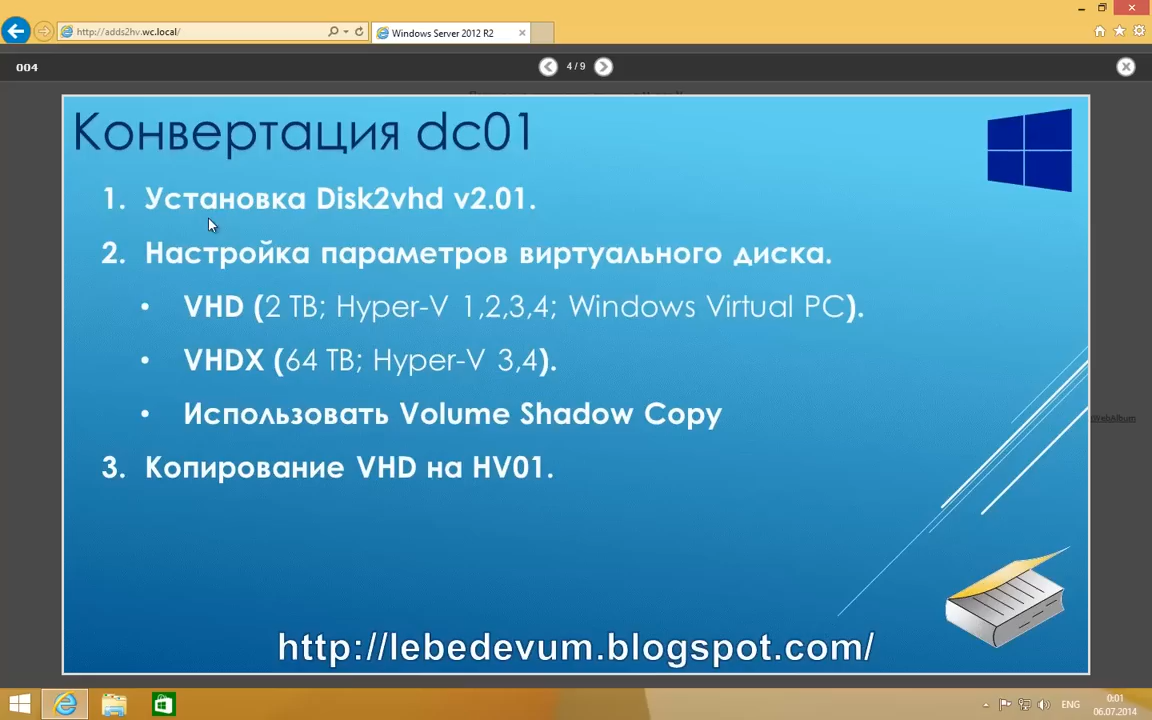 http://adds2hv.wc.local/
Windows Server 2012 R2
004
4 / 9
Конвертация dc01
1. Установка Disk2vhd v2.01.
2. Настройка параметров виртуального диска.
• VHD (2 TB; Hyper-V 1,2,3,4; Windows Virtual PC).
• VHDX (64 TB; Hyper-V 3,4).
• Использовать Volume Shadow Copy
3. Копирование VHD на HV01.
http://lebedevum.blogspot.com/
ENG
0:01
06.07.2014